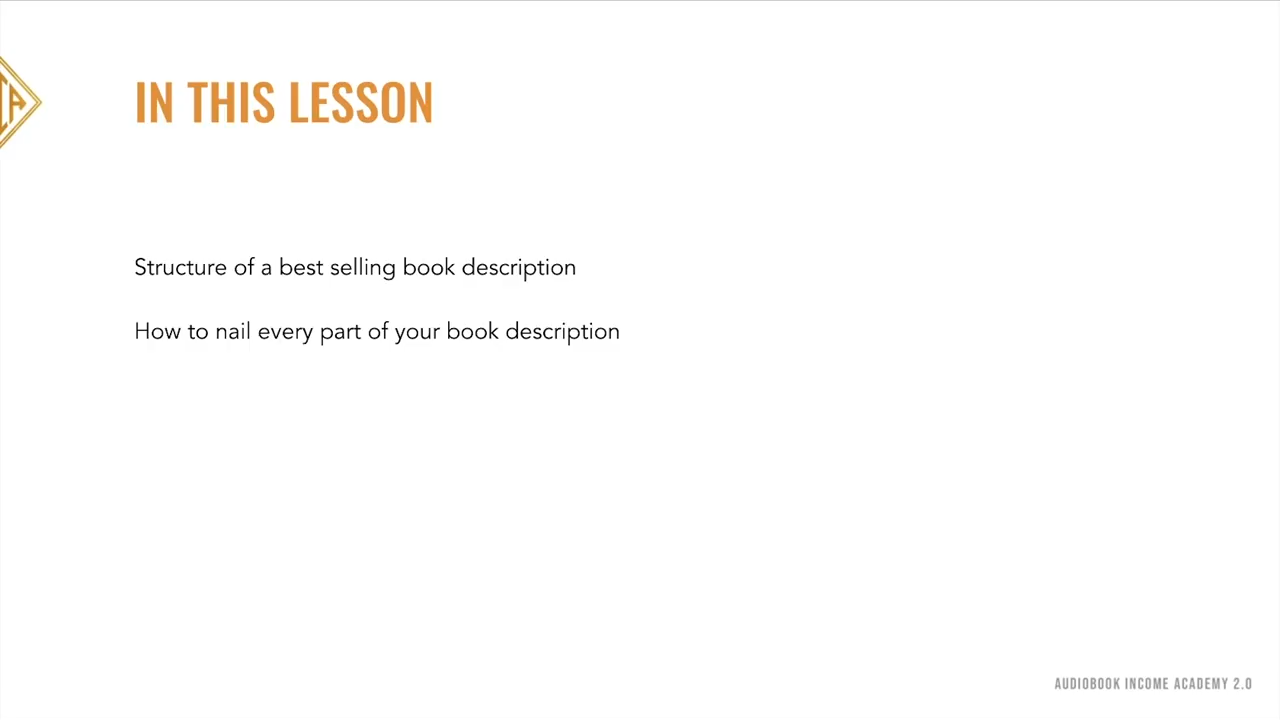 IN THIS LESSON
Structure of a best selling book description
How to nail every part of your book description
AUDIOBOOK INCOME ACADEMY 2.0